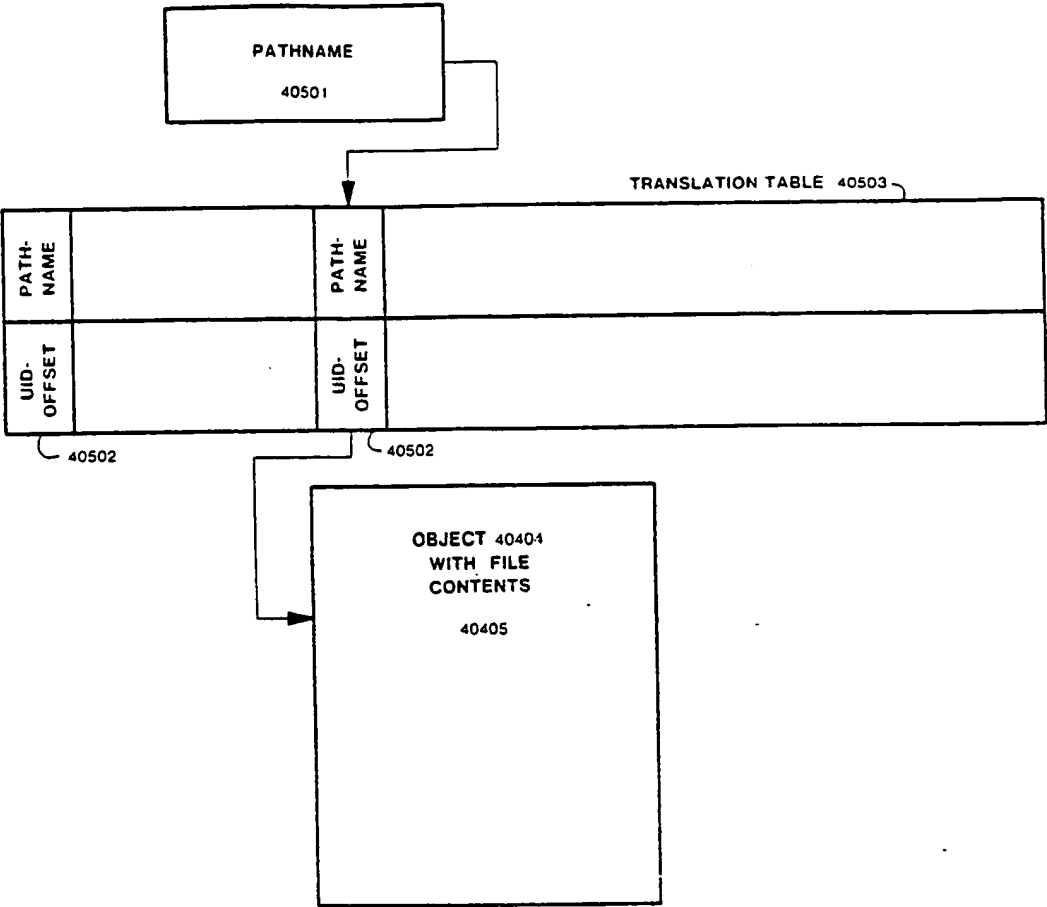 PATHNAME
40501
TRANSLATION TABLE 40503
PATH-
NAME
PATH-
NAME
UID-
OFFSET
UID-
OFFSET
40502
40502
OBJECT 40404
WITH FILE
CONTENTS
40405